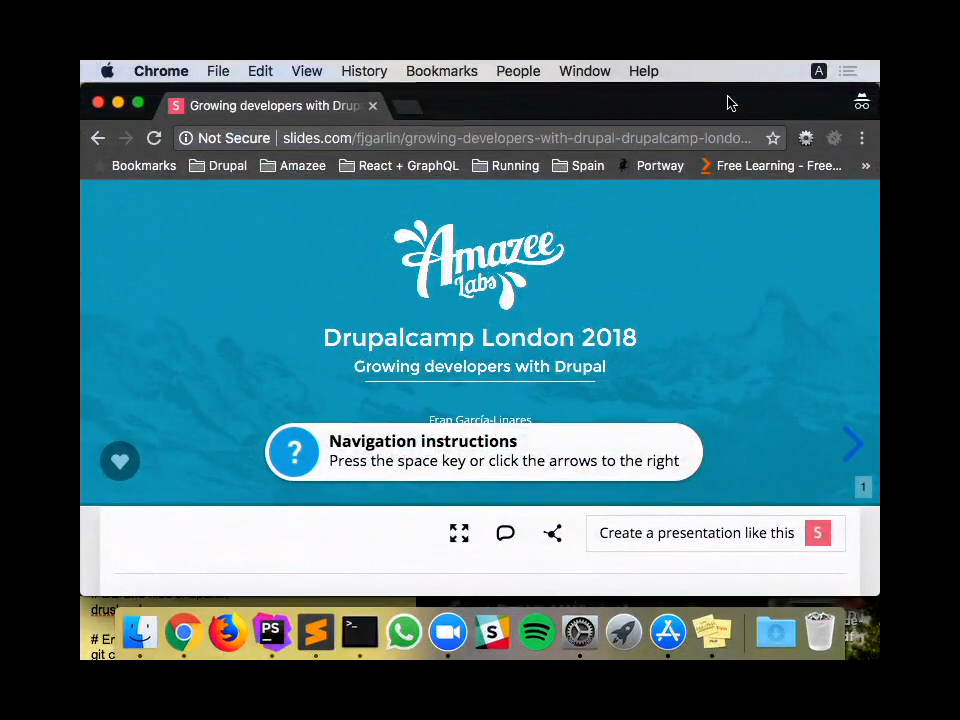 Chrome File Edit View History Bookmarks People Window Help A
S Growing developers with Drup
Not Secure | slides.com/fjgarlin/growing-developers-with-drupal-drupalcamp-londo...
Bookmarks Drupal Amazee React + GraphQL Running Spain Portway Free Learning - Free... »
Amazee
Labs
Drupalcamp London 2018
Growing developers with Drupal
Fran García-Linares
? Navigation instructions
Press the space key or click the arrows to the right
1
Create a presentation like this S
# Er
git c
PS
>_
S